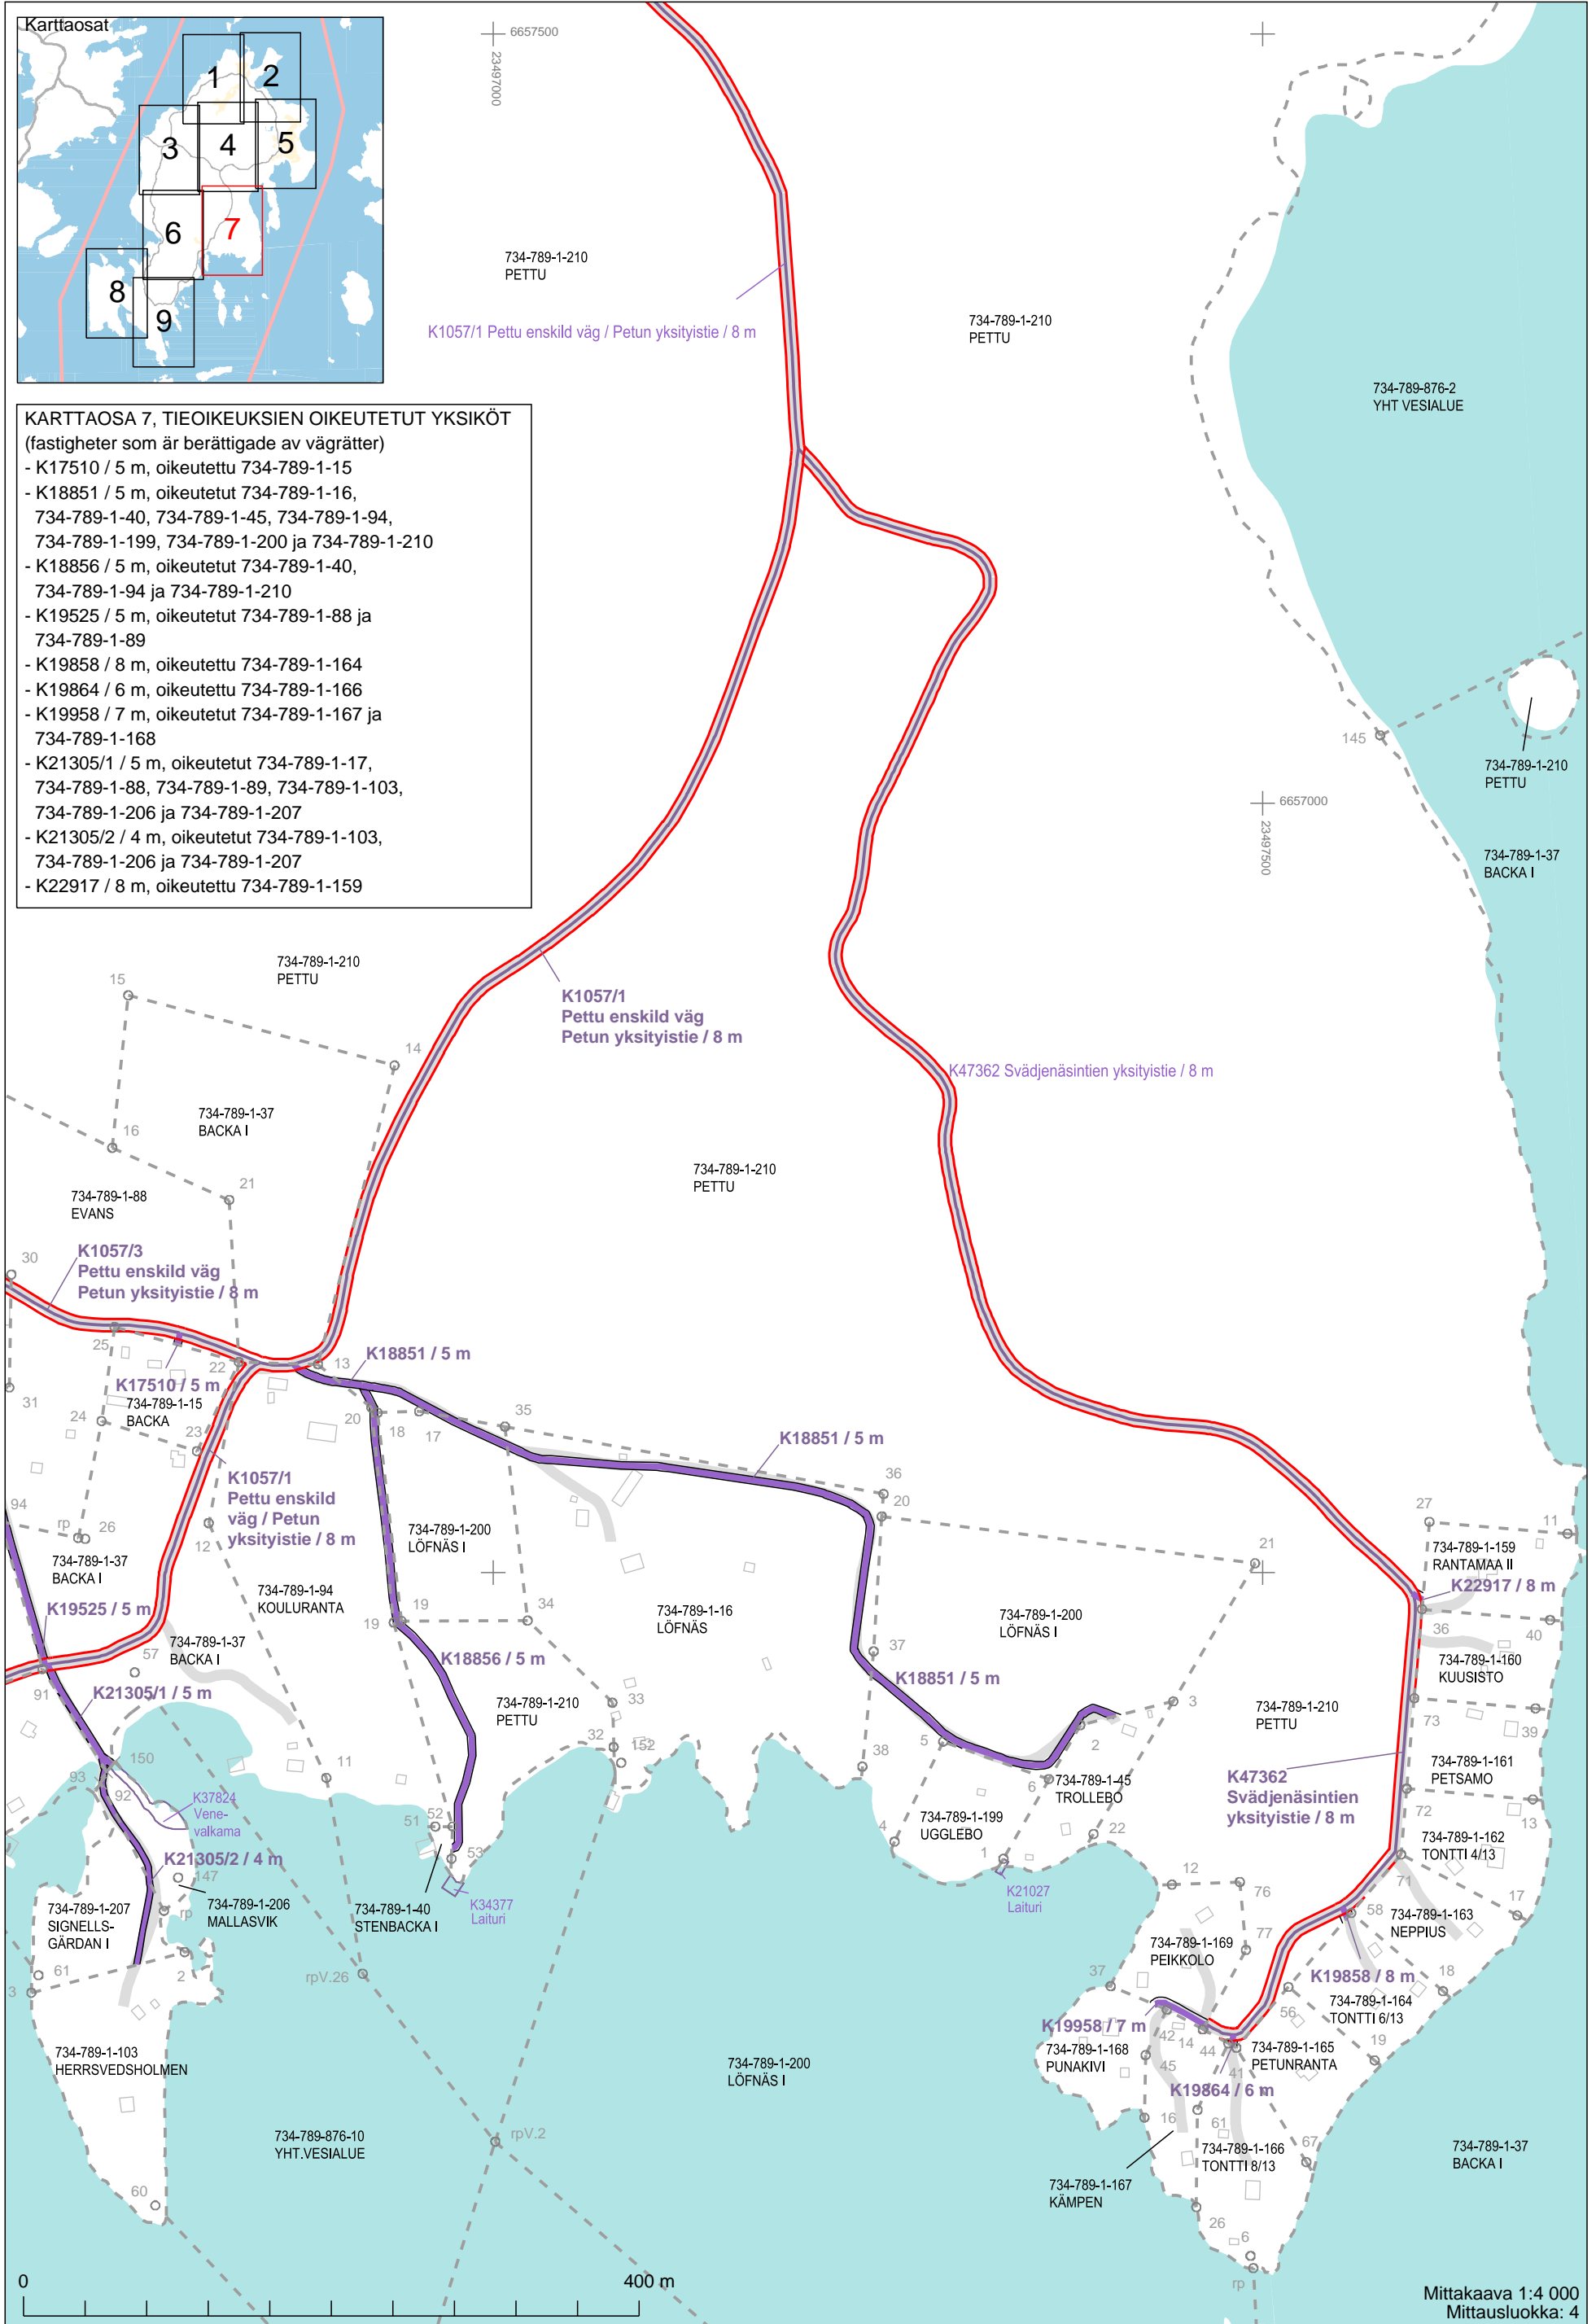 Karttaosat
1
2
3
4
5
6
7
8
9
6657500
23497000
734-789-1-210
PETTU
K1057/1 Pettu enskild väg / Petun yksityistie / 8 m
734-789-1-210
PETTU
734-789-876-2
YHT VESIALUE
KARTTAOSA 7, TIEOIKEUKSIEN OIKEUTETUT YKSIKÖT
(fastigheter som är berättigade av vägrätter)
- K17510 / 5 m, oikeutettu 734-789-1-15
- K18851 / 5 m, oikeutetut 734-789-1-16,
734-789-1-40, 734-789-1-45, 734-789-1-94,
734-789-1-199, 734-789-1-200 ja 734-789-1-210
- K18856 / 5 m, oikeutetut 734-789-1-40,
734-789-1-94 ja 734-789-1-210
- K19525 / 5 m, oikeutetut 734-789-1-88 ja
734-789-1-89
- K19858 / 8 m, oikeutettu 734-789-1-164
- K19864 / 6 m, oikeutettu 734-789-1-166
- K19958 / 7 m, oikeutetut 734-789-1-167 ja
734-789-1-168
- K21305/1 / 5 m, oikeutetut 734-789-1-17,
734-789-1-88, 734-789-1-89, 734-789-1-103,
734-789-1-206 ja 734-789-1-207
- K21305/2 / 4 m, oikeutetut 734-789-1-103,
734-789-1-206 ja 734-789-1-207
- K22917 / 8 m, oikeutettu 734-789-1-159
145
734-789-1-210
PETTU
6657000
23497500
734-789-1-37
BACKA I
734-789-1-210
PETTU
15
14
K1057/1
Pettu enskild väg
Petun yksityistie / 8 m
K47362 Svädjenäsintien yksityistie / 8 m
734-789-1-37
BACKA I
16
21
734-789-1-210
PETTU
734-789-1-88
EVANS
30
K1057/3
Pettu enskild väg
Petun yksityistie / 8 m
25
22
13
K18851 / 5 m
K17510 / 5 m
31
734-789-1-15
BACKA
24
23
20
18
17
35
K18851 / 5 m
36
20
K1057/1
Pettu enskild
väg / Petun
yksityistie / 8 m
94
rp
26
12
734-789-1-37
BACKA I
734-789-1-200
LÖFNÄS I
21
27
11
734-789-1-159
RANTAMAA II
K22917 / 8 m
734-789-1-94
KOULURANTA
K19525 / 5 m
19
19
34
734-789-1-16
LÖFNÄS
734-789-1-200
LÖFNÄS I
36
40
734-789-1-37
BACKA I
57
K18856 / 5 m
37
K18851 / 5 m
734-789-1-160
KUUSISTO
91
K21305/1 / 5 m
734-789-1-210
PETTU
33
3
734-789-1-210
PETTU
73
39
32
152
5
2
150
93
92
11
38
6
734-789-1-45
TROLLEBO
K47362
Svädjenäsintien
yksityistie / 8 m
734-789-1-161
PETSAMO
K37824
Vene-
valkama
51
52
734-789-1-199
UGGLEBO
72
13
4
22
K21305/2 / 4 m
53
1
734-789-1-162
TONTTI 4/13
147
71
734-789-1-207
SIGNELLS-
GÄRDAN I
734-789-1-206
MALLASVIK
rp
734-789-1-40
STENBACKA I
K34377
Laituri
K21027
Laituri
12
76
58
17
734-789-1-163
NEPPIUS
77
734-789-1-169
PEIKKOLO
61
3
2
rpV.26
37
K19858 / 8 m
18
56
734-789-1-164
TONTTI 6/13
K19958 / 7 m
42
14
44
734-789-1-165
PETUNRANTA
19
734-789-1-168
PUNAKIVI
734-789-1-103
HERRSVEDSHOLMEN
734-789-1-200
LÖFNÄS I
45
41
K19864 / 6 m
16
61
734-789-876-10
YHT.VESIALUE
rpV.2
734-789-1-166
TONTTI 8/13
67
734-789-1-37
BACKA I
734-789-1-167
KÄMPEN
60
26
6
rp
0
400 m
Mittakaava 1:4 000
Mittausluokka: 4